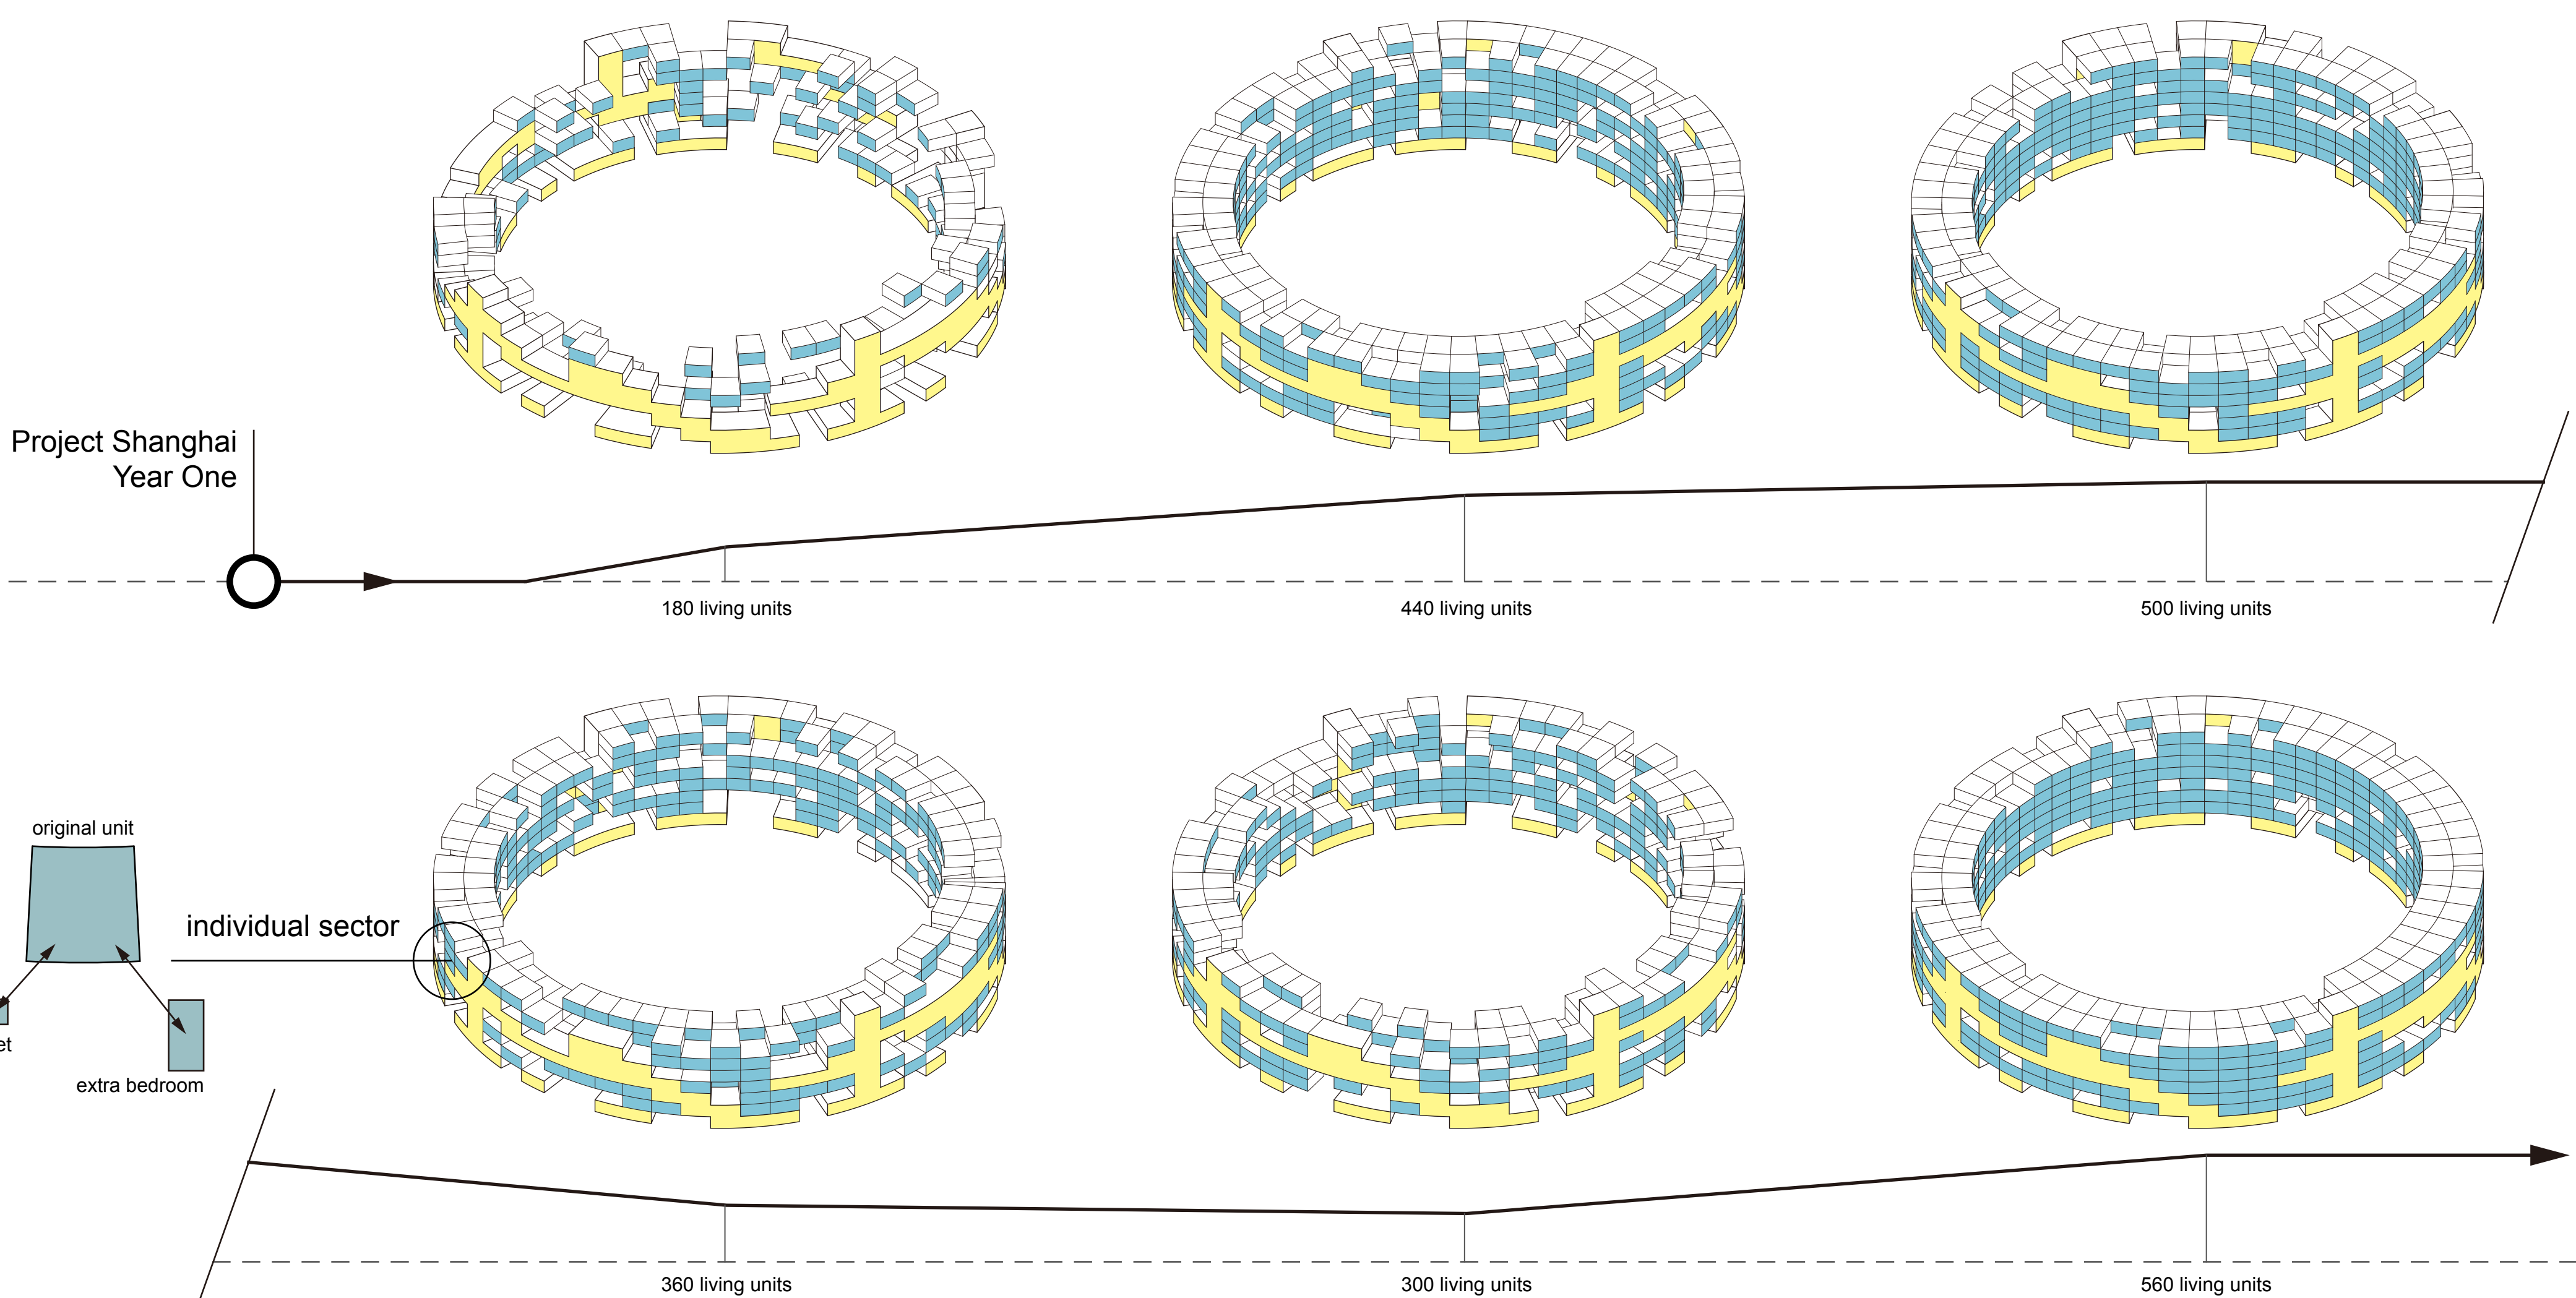 Project Shanghai
Year One
180 living units
440 living units
500 living units
original unit
individual sector
extra bedroom
360 living units
300 living units
560 living units